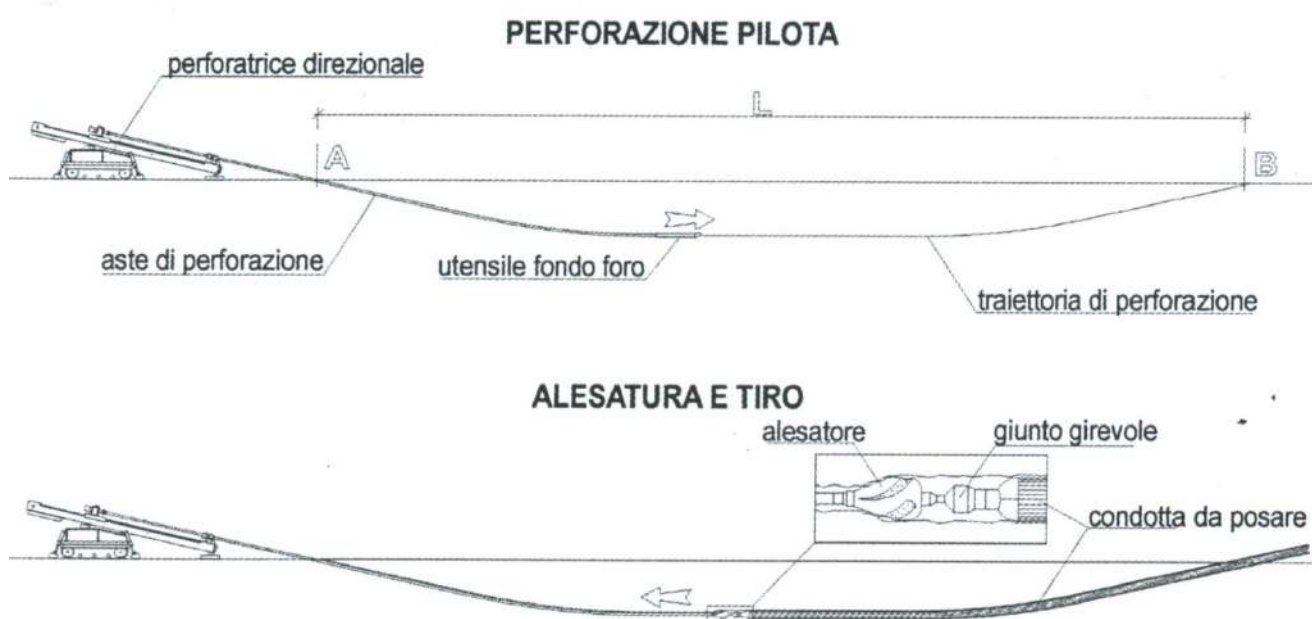 PERFORAZIONE PILOTA
perforatrice direzionale
L
A
B
aste di perforazione
utensile fondo foro
traiettoria di perforazione
ALESATURA E TIRO
alesatore
giunto girevole
condotta da posare